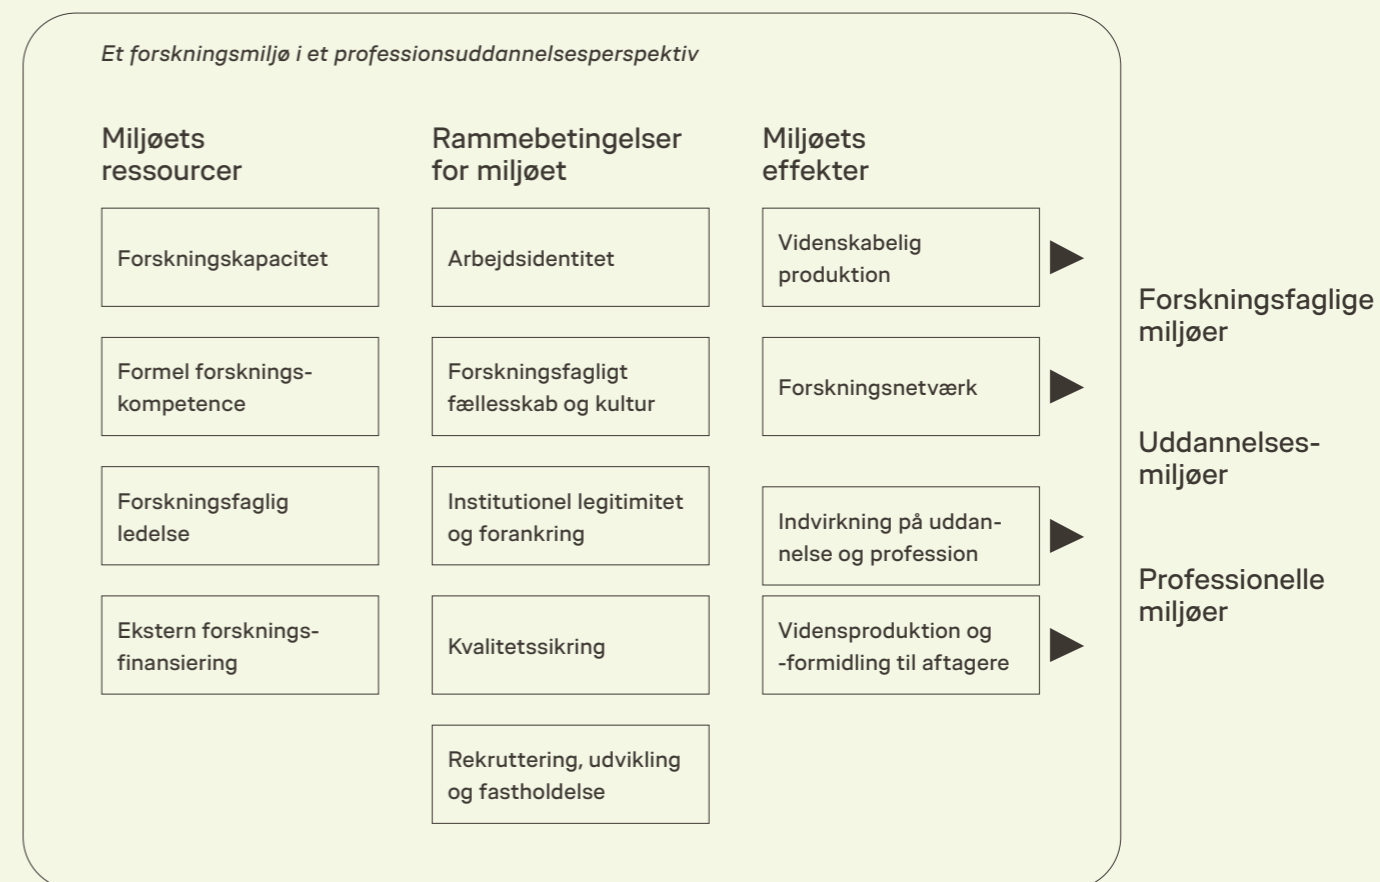 Et forskningsmiljø i et professionsuddannelsesperspektiv
Miljøets
ressourcer
Forskningskapacitet
Formel forsknings-
kompetence
Forskningsfaglig
ledelse
Ekstern forsknings-
finansiering
Rammebetingelser
for miljøet
Arbejdsidentitet
Forskningsfagligt
fællesskab og kultur
Institutionel legitimitet
og forankring
Kvalitetssikring
Rekruttering, udvikling
og fastholdelse
Miljøets
effekter
Videnskabelig
produktion
Forskningsnetværk
Indvirkning på uddan-
nelse og profession
Vidensproduktion og
-formidling til aftagere
Forskningsfaglige
miljøer
Uddannelses-
miljøer
Professionelle
miljøer